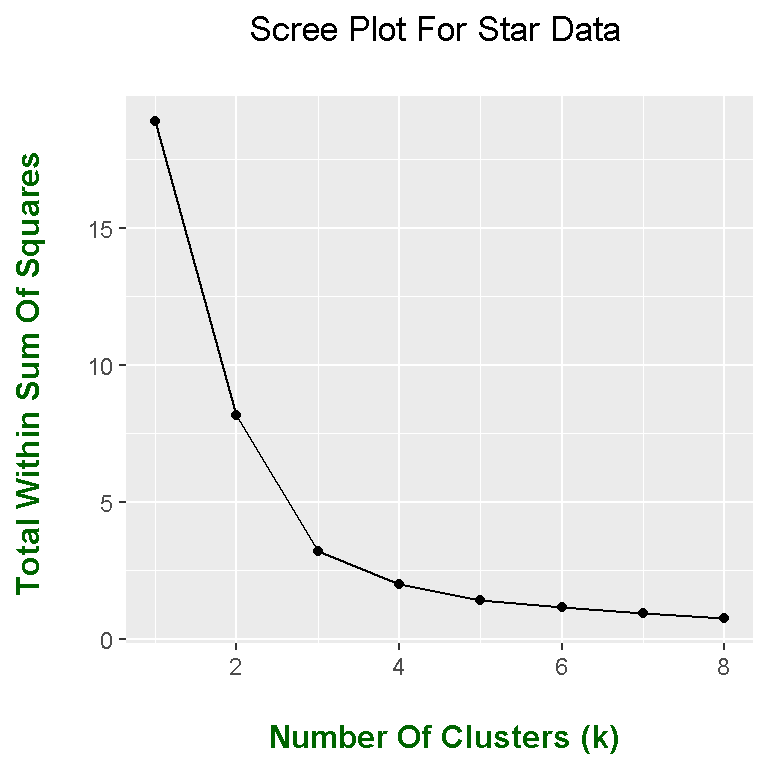 Scree Plot For Star Data
Total Within Sum Of Squares
15
10
5
0
2 4 6 8
Number Of Clusters (k)